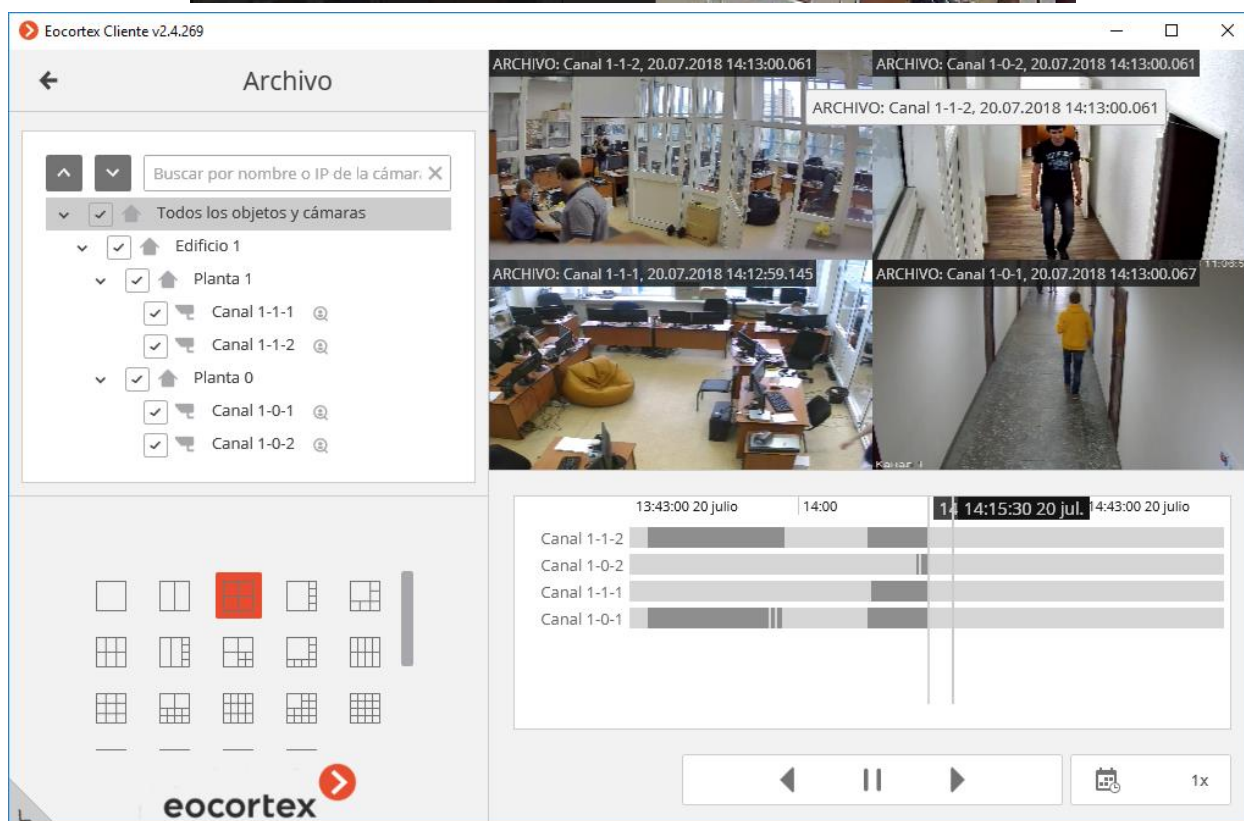 Eocortex Cliente v2.4.269
Archivo
Buscar por nombre o IP de la cámar
Todos los objetos y cámaras
Edificio 1
Planta 1
Canal 1-1-1
Canal 1-1-2
Planta 0
Canal 1-0-1
Canal 1-0-2
eocortex
ARCHIVO: Canal 1-1-2, 20.07.2018 14:13:00.061
ARCHIVO: Canal 1-0-2, 20.07.2018 14:13:00.061
ARCHIVO: Canal 1-1-2, 20.07.2018 14:13:00.061
ARCHIVO: Canal 1-1-1, 20.07.2018 14:12:59.145
ARCHIVO: Canal 1-0-1, 20.07.2018 14:13:00.067
13:43:00 20 julio 14:00 14 14:15:30 20 jul. 14:43:00 20 julio
Canal 1-1-2
Canal 1-0-2
Canal 1-1-1
Canal 1-0-1
1x